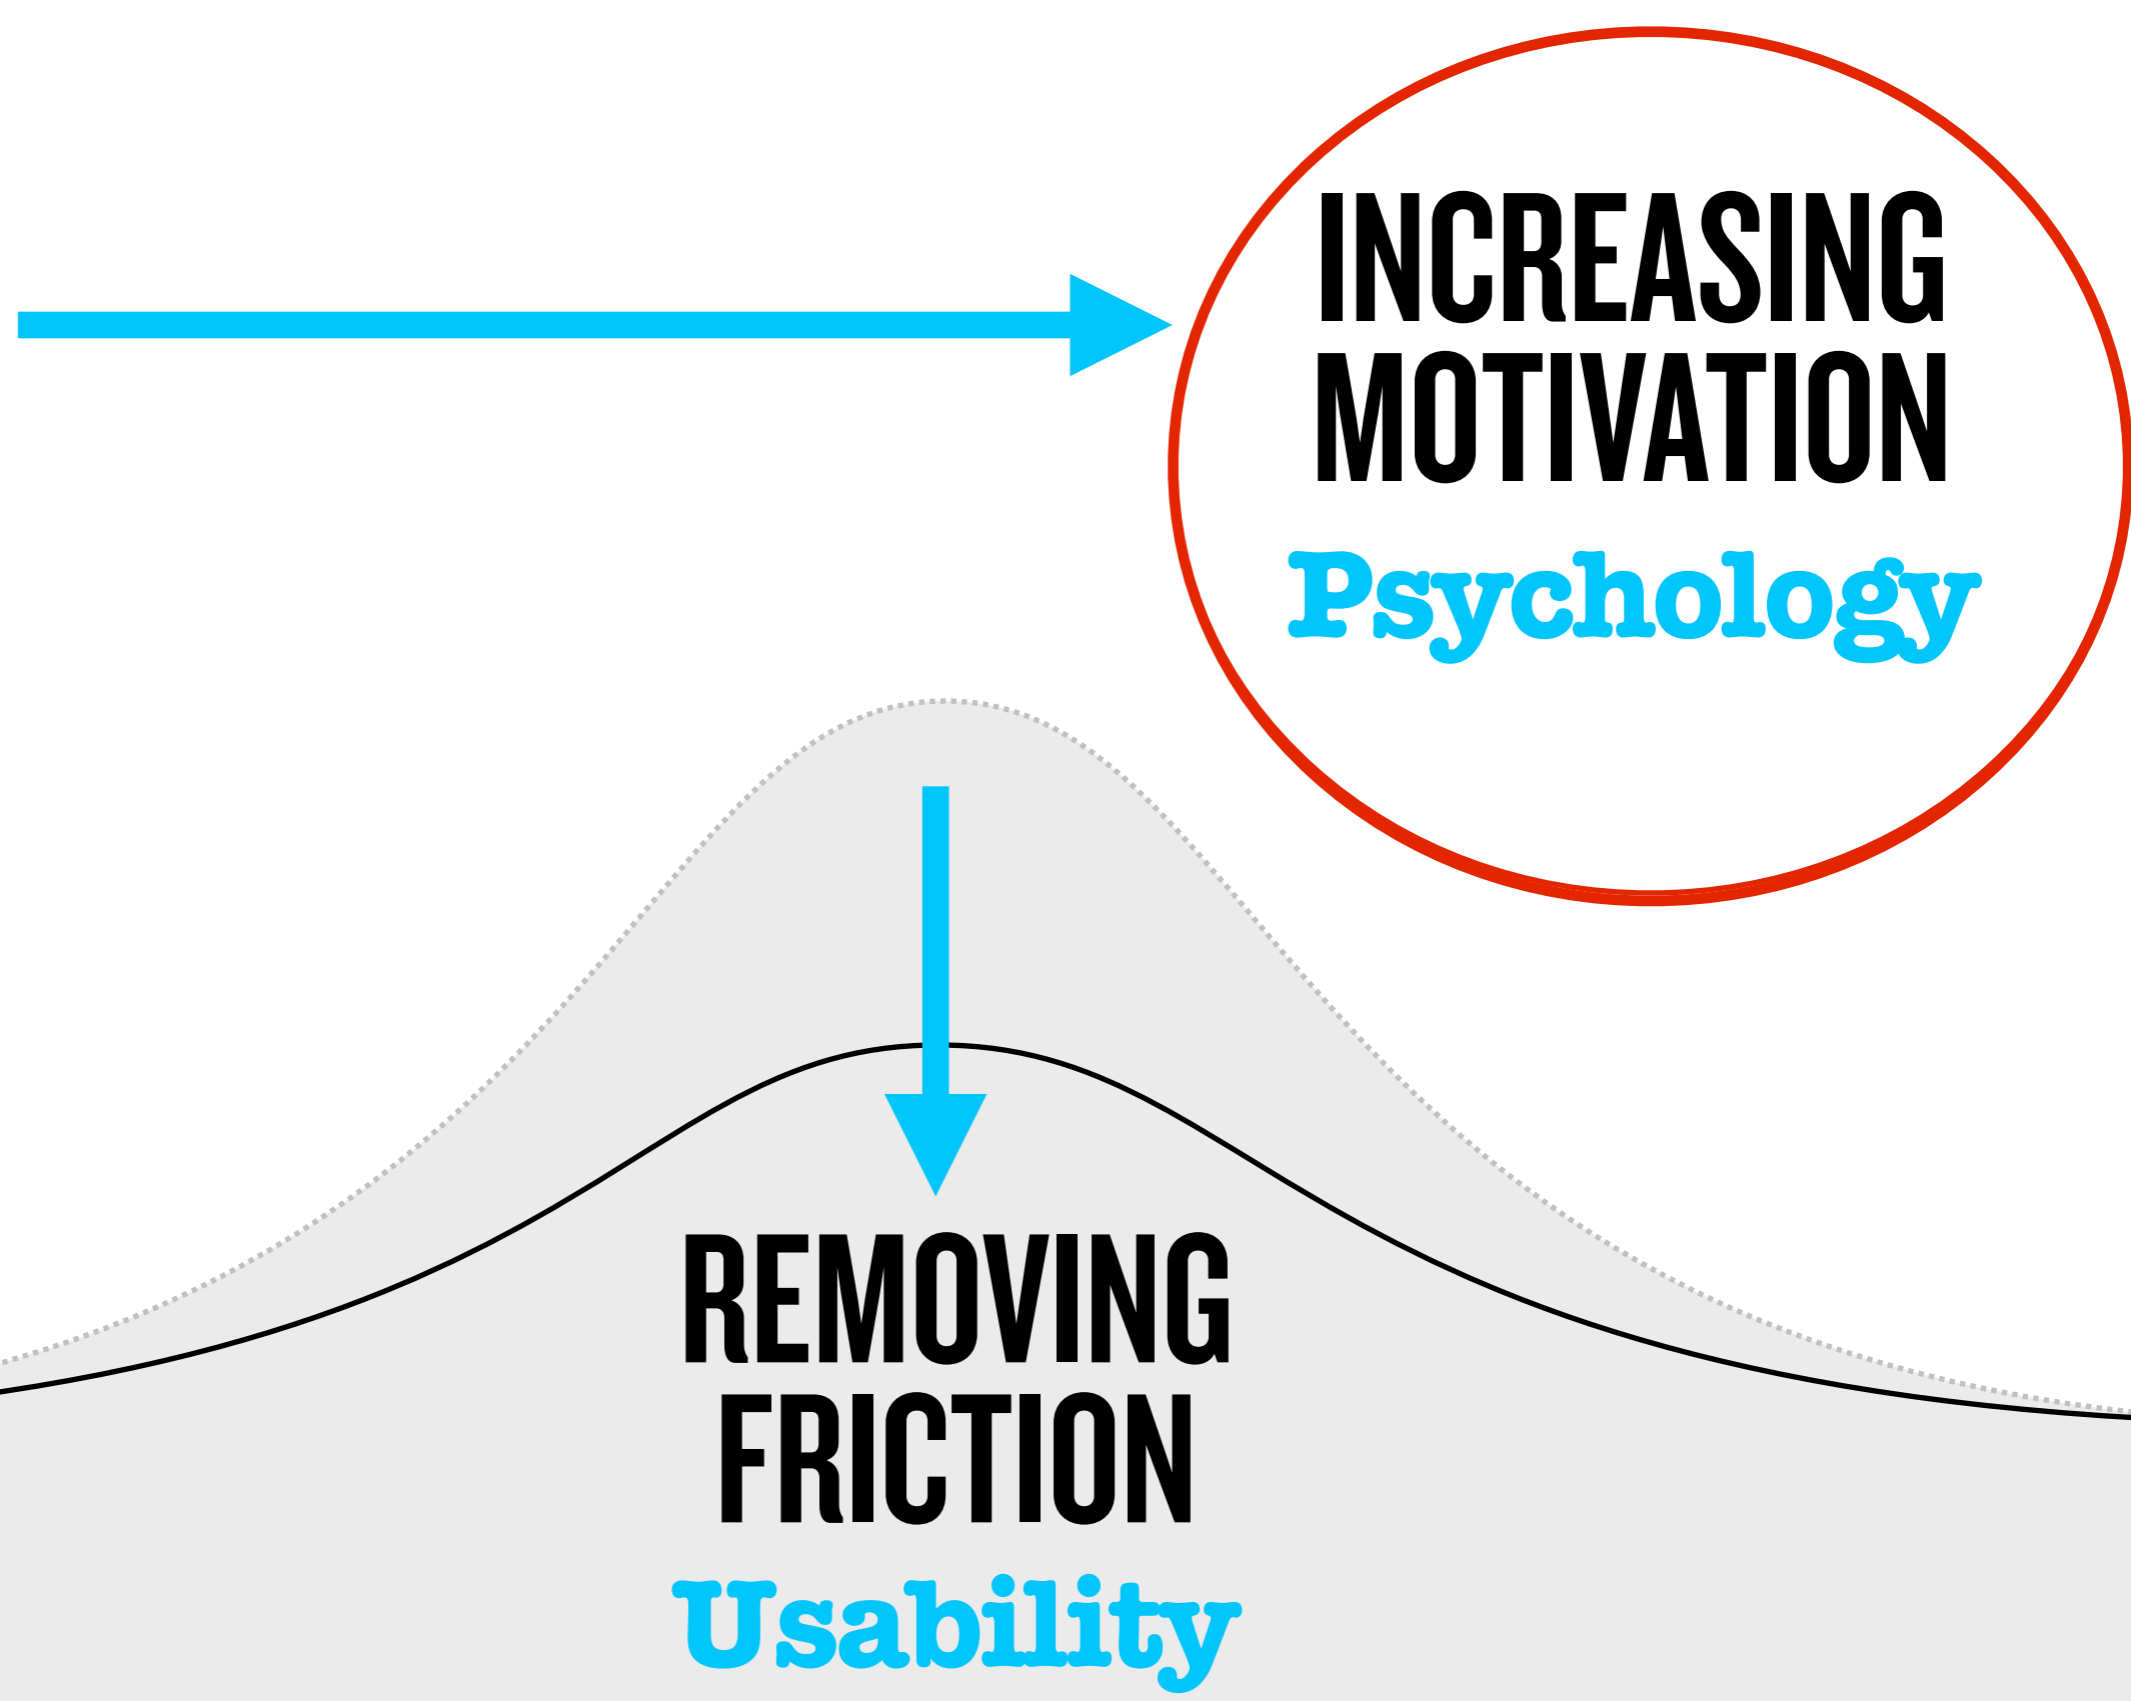 INCREASING
MOTIVATION
Psychology
REMOVING
FRICTION
Usability